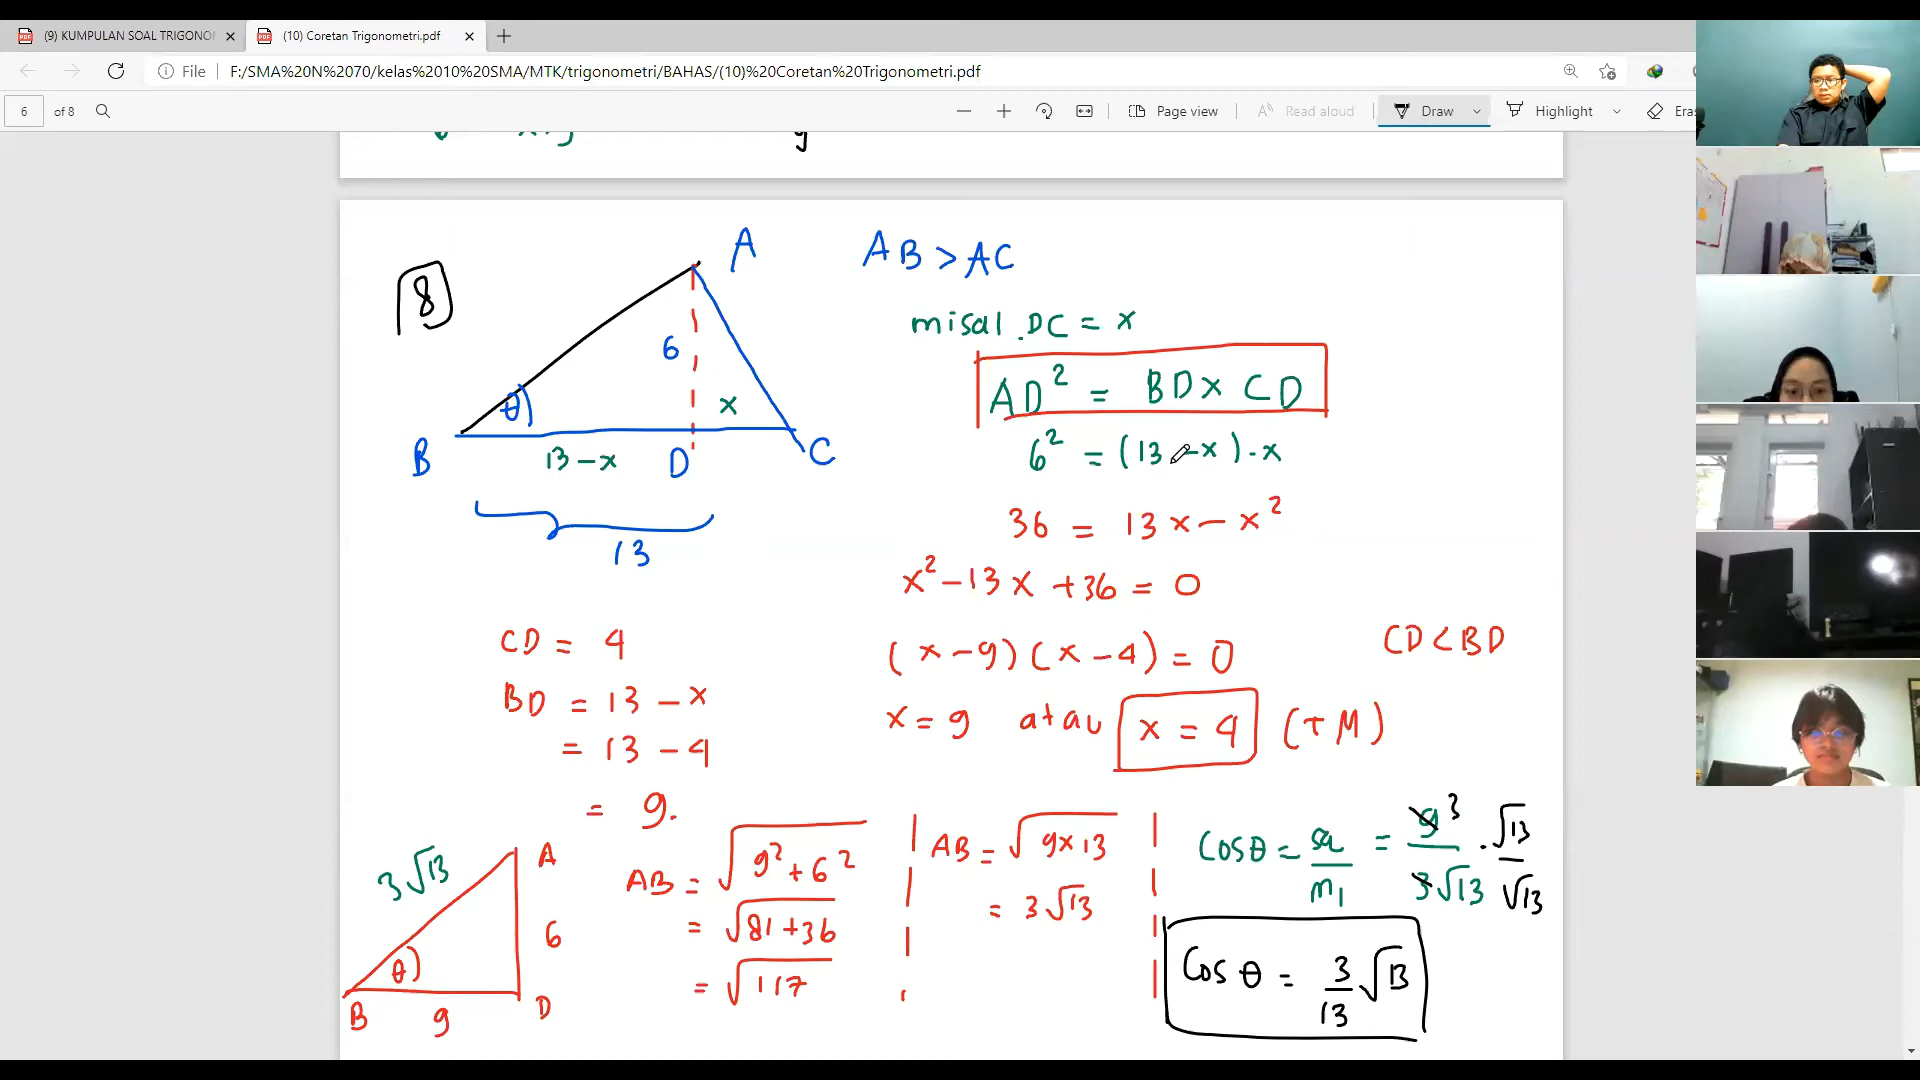 (9) KUMPULAN SOAL TRIGONO
(10) Coretan Trigonometri.pdf
File
F:/SMA%20N%2070/kelas%2010%20SMA/MTK/trigonometri/BAHAS/(10)%20Coretan%20Trigonometri.pdf
6 of 8
Page view
Read aloud
Draw
Highlight
Eras
8
A
6
θ
x
B
13 - x
D
C
13
AB > AC
misal DC = x
AD² = BD x CD
6² = (13 - x) . x
36 = 13x - x²
x² - 13x + 36 = 0
(x - 9) (x - 4) = 0
CD < BD
x = 9 atau x = 4 (TM)
CD = 4
BD = 13 - x
= 13 - 4
= 9.
3√13
A
6
θ
B
9
D
AB = √9² + 6²
= √81 + 36
= √117
AB = √9x13
= 3√13
Cos θ = sa/mi = 9 3/3√13 . √13/√13
Cos θ = 3/13 √13